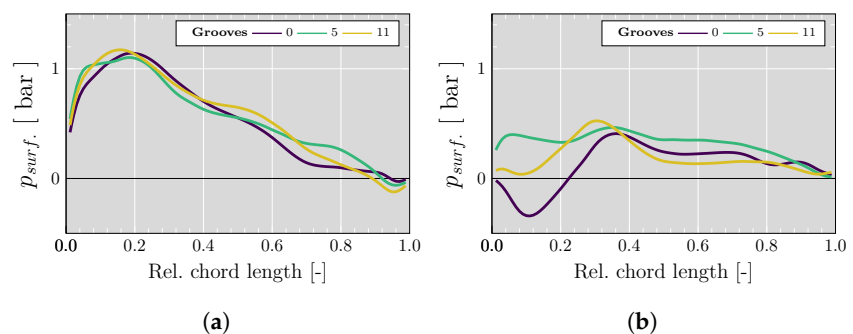 Grooves 0 5 11
1
0
p_surf. [ bar ]
0.0 0.2 0.4 0.6 0.8 1.0
Rel. chord length [-]
(a)
Grooves 0 5 11
1
0
p_surf. [ bar ]
0.0 0.2 0.4 0.6 0.8 1.0
Rel. chord length [-]
(b)